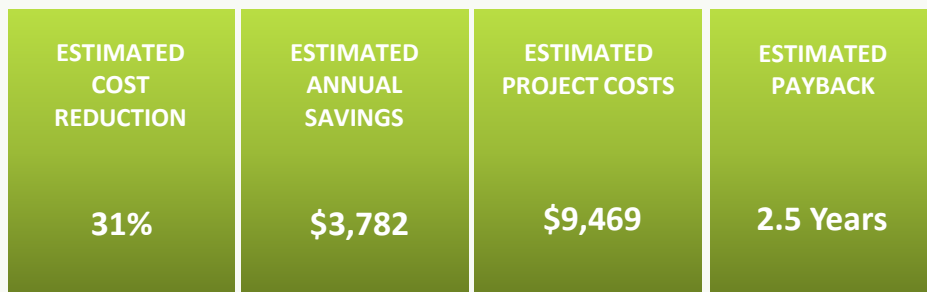 ESTIMATED
COST
REDUCTION
31%
ESTIMATED
ANNUAL
SAVINGS
$3,782
ESTIMATED
PROJECT COSTS
$9,469
ESTIMATED
PAYBACK
2.5 Years